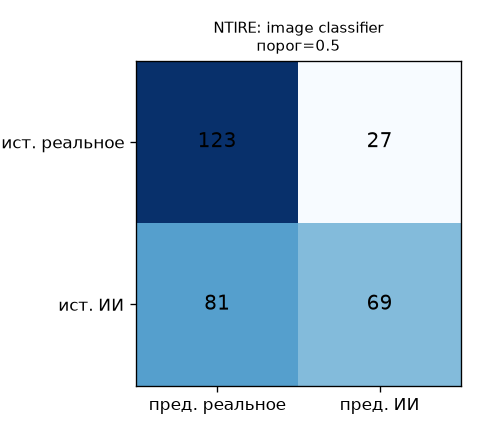 NTIRE: image classifier
порог=0.5
ист. реальное
123
27
ист. ИИ
81
69
пред. реальное
пред. ИИ